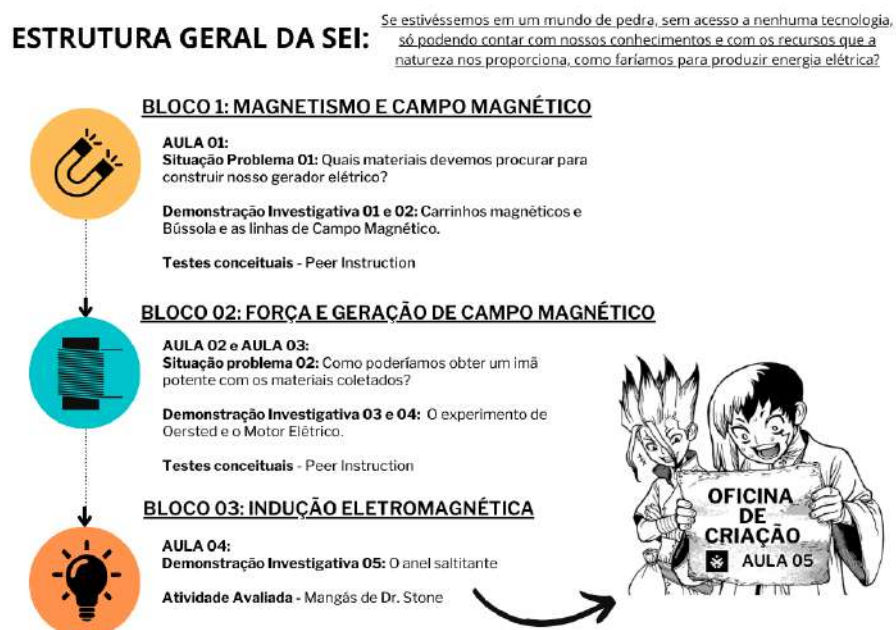 ESTRUTURA GERAL DA SEI:
Se estivéssemos em um mundo de pedra, sem acesso a nenhuma tecnologia,
só podendo contar com nossos conhecimentos e com os recursos que a
natureza nos proporciona, como faríamos para produzir energia elétrica?
BLOCO 1: MAGNETISMO E CAMPO MAGNÉTICO
AULA 01:
Situação Problema 01: Quais materiais devemos procurar para
construir nosso gerador elétrico?
Demonstração Investigativa 01 e 02: Carrinhos magnéticos e
Bússola e as linhas de Campo Magnético.
Testes conceituais - Peer Instruction
BLOCO 02: FORÇA E GERAÇÃO DE CAMPO MAGNÉTICO
AULA 02 e AULA 03:
Situação problema 02: Como poderíamos obter um imã
potente com os materiais coletados?
Demonstração Investigativa 03 e 04: O experimento de
Oersted e o Motor Elétrico.
Testes conceituais - Peer Instruction
BLOCO 03: INDUÇÃO ELETROMAGNÉTICA
AULA 04:
Demonstração Investigativa 05: O anel saltitante
Atividade Avaliada - Mangás de Dr. Stone
OFICINA
DE
CRIAÇÃO
AULA 05